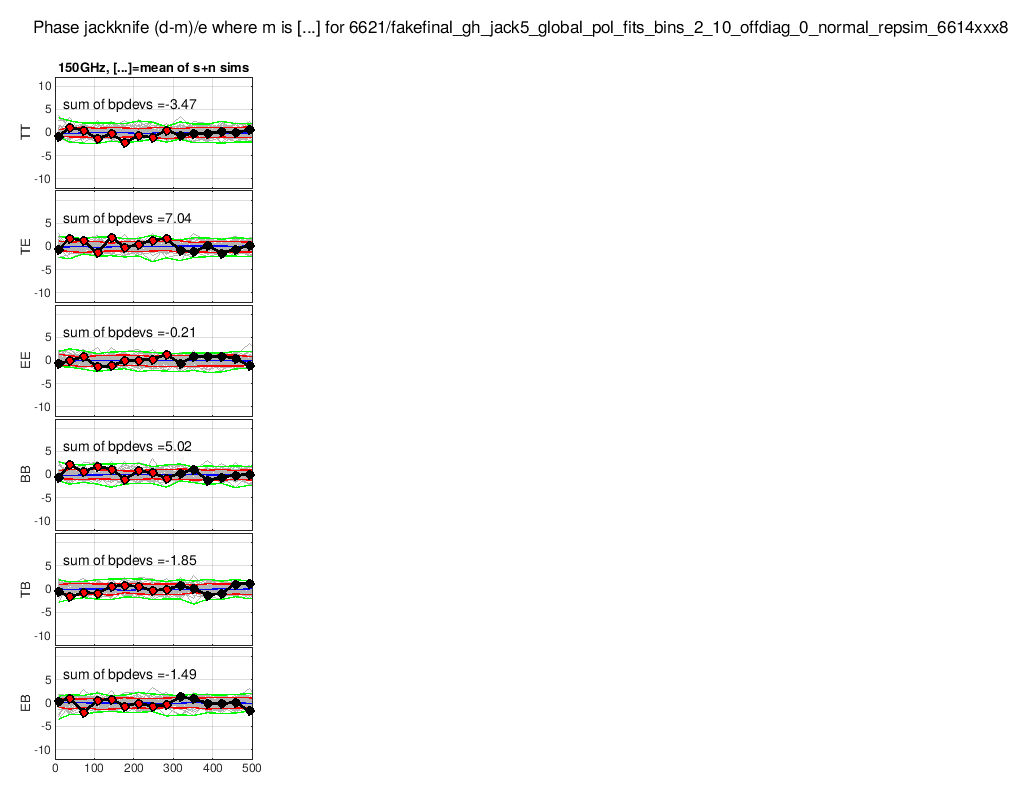 Phase jackknife (d-m)/e where m is [...] for 6621/fakefinal_gh_jack5_global_pol_fits_bins_2_10_offdiag_0_normal_repsim_6614xxx8
150GHz, [...]=mean of s+n sims
10
sum of bpdevs =-3.47
5
TT
0
-5
-10
sum of bpdevs =7.04
5
TE
0
-5
-10
sum of bpdevs =-0.21
5
EE
0
-5
-10
sum of bpdevs =5.02
5
BB
0
-5
-10
sum of bpdevs =-1.85
5
TB
0
-5
-10
sum of bpdevs =-1.49
5
EB
0
-5
-10
0 100 200 300 400 500